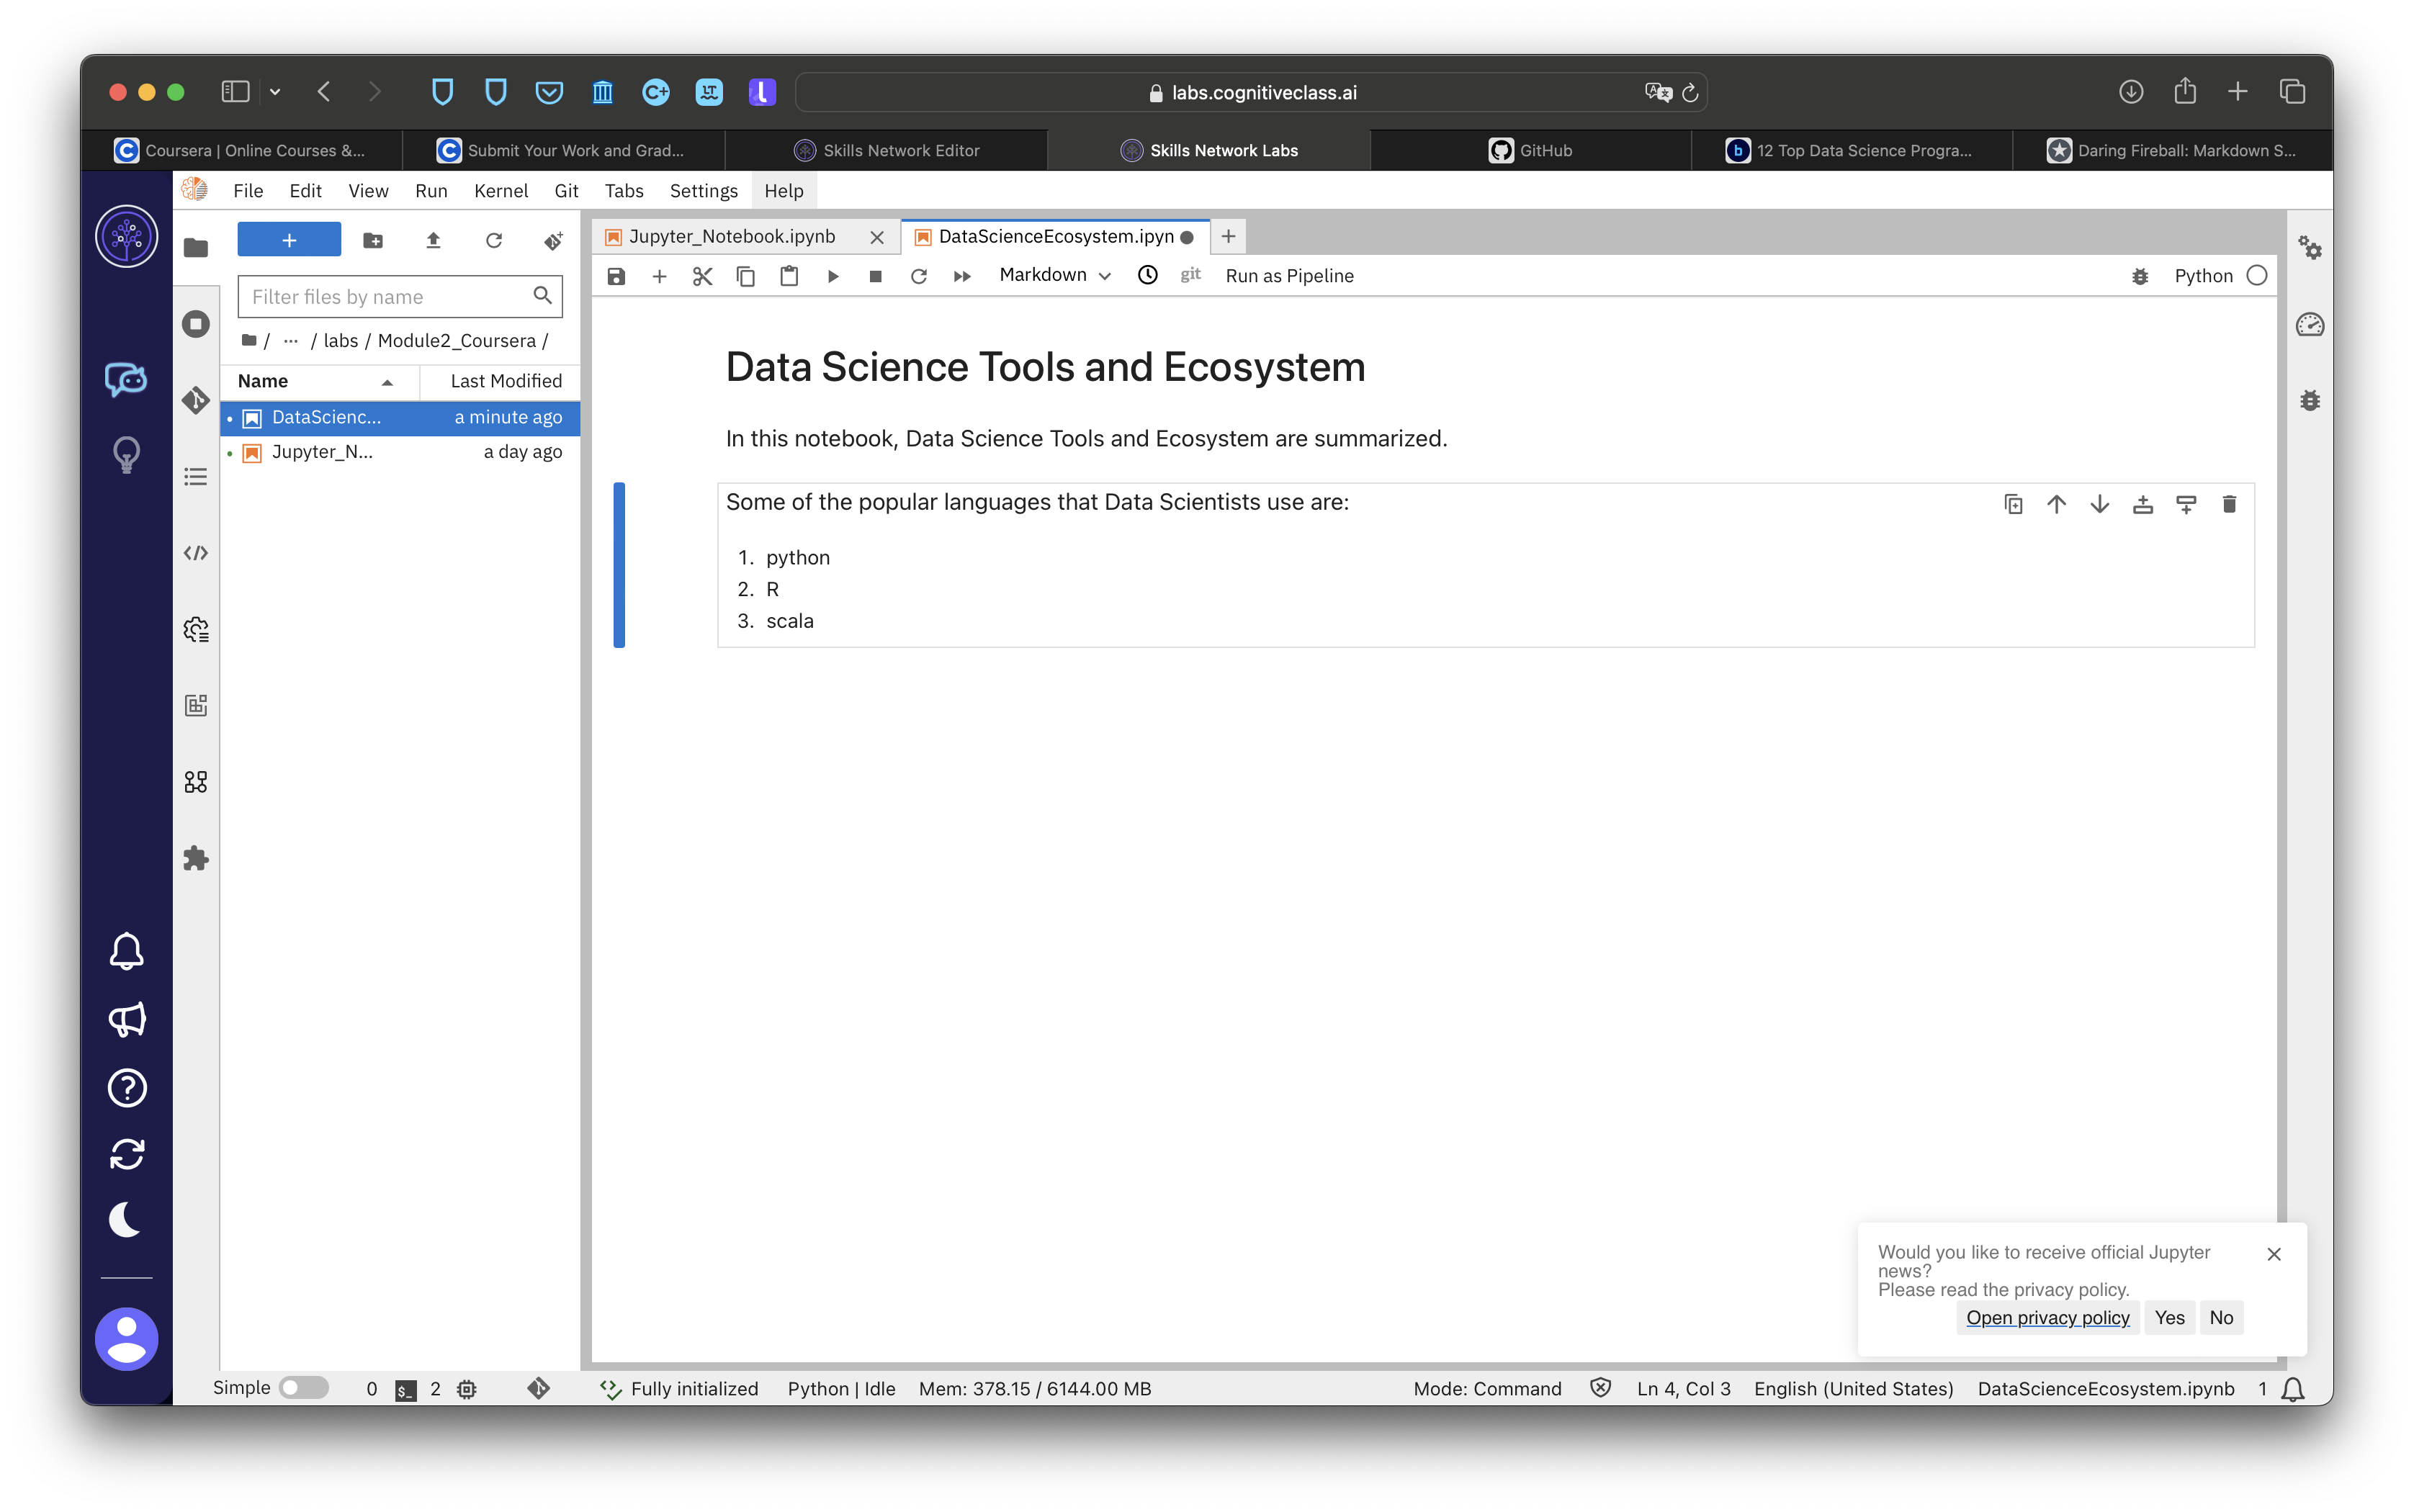 labs.cognitiveclass.ai
Coursera | Online Courses &...
Submit Your Work and Grad...
Skills Network Editor
Skills Network Labs
GitHub
12 Top Data Science Progra...
Daring Fireball: Markdown S...
File Edit View Run Kernel Git Tabs Settings Help
Jupyter_Notebook.ipynb
DataScienceEcosystem.ipyn
Markdown
git
Run as Pipeline
Python
Filter files by name
/ ... / labs / Module2_Coursera /
Name Last Modified
DataScienc... a minute ago
Jupyter_N... a day ago
Data Science Tools and Ecosystem
In this notebook, Data Science Tools and Ecosystem are summarized.
Some of the popular languages that Data Scientists use are:
1. python
2. R
3. scala
Would you like to receive official Jupyter
news?
Please read the privacy policy.
Open privacy policy Yes No
Simple 0 $_ 2 Fully initialized Python | Idle Mem: 378.15 / 6144.00 MB Mode: Command Ln 4, Col 3 English (United States) DataScienceEcosystem.ipynb 1